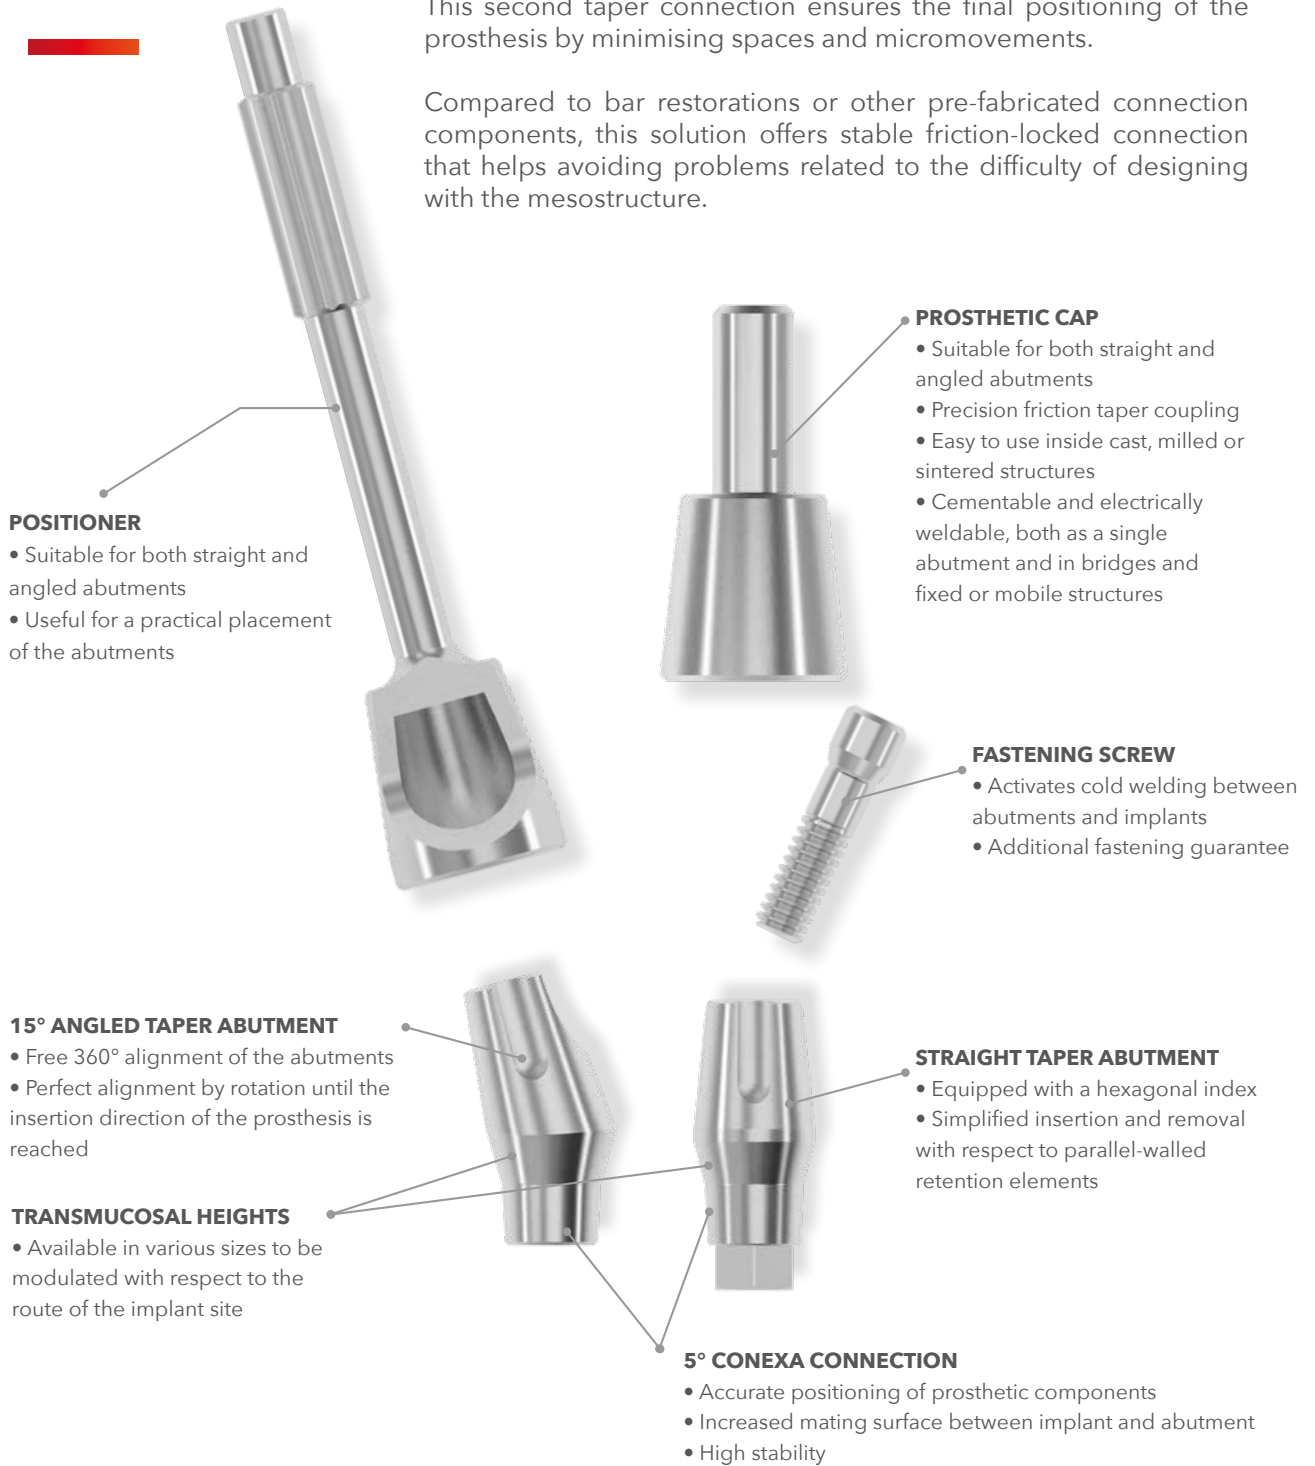 This second taper connection ensures the final positioning of the
prosthesis by minimising spaces and micromovements.
Compared to bar restorations or other pre-fabricated connection
components, this solution offers stable friction-locked connection
that helps avoiding problems related to the difficulty of designing
with the mesostructure.
PROSTHETIC CAP
• Suitable for both straight and
angled abutments
• Precision friction taper coupling
• Easy to use inside cast, milled or
sintered structures
• Cementable and electrically
weldable, both as a single
abutment and in bridges and
fixed or mobile structures
POSITIONER
• Suitable for both straight and
angled abutments
• Useful for a practical placement
of the abutments
FASTENING SCREW
• Activates cold welding between
abutments and implants
• Additional fastening guarantee
15° ANGLED TAPER ABUTMENT
• Free 360° alignment of the abutments
• Perfect alignment by rotation until the
insertion direction of the prosthesis is
reached
STRAIGHT TAPER ABUTMENT
• Equipped with a hexagonal index
• Simplified insertion and removal
with respect to parallel-walled
retention elements
TRANSMUCOSAL HEIGHTS
• Available in various sizes to be
modulated with respect to the
route of the implant site
5° CONEXA CONNECTION
• Accurate positioning of prosthetic components
• Increased mating surface between implant and abutment
• High stability